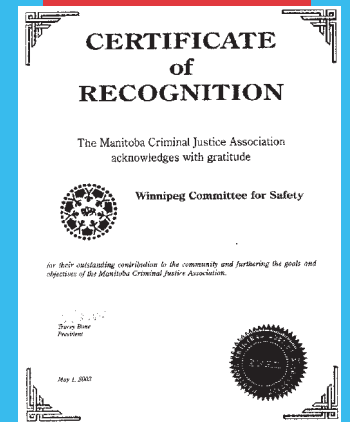 CERTIFICATE
of
RECOGNITION
The Manitoba Criminal Justice Association
acknowledges with gratitude
Winnipeg Committee for Safety
for their outstanding contribution to the community and furthering the goals and
objectives of the Manitoba Criminal Justice Association.
President
May 1, 2003